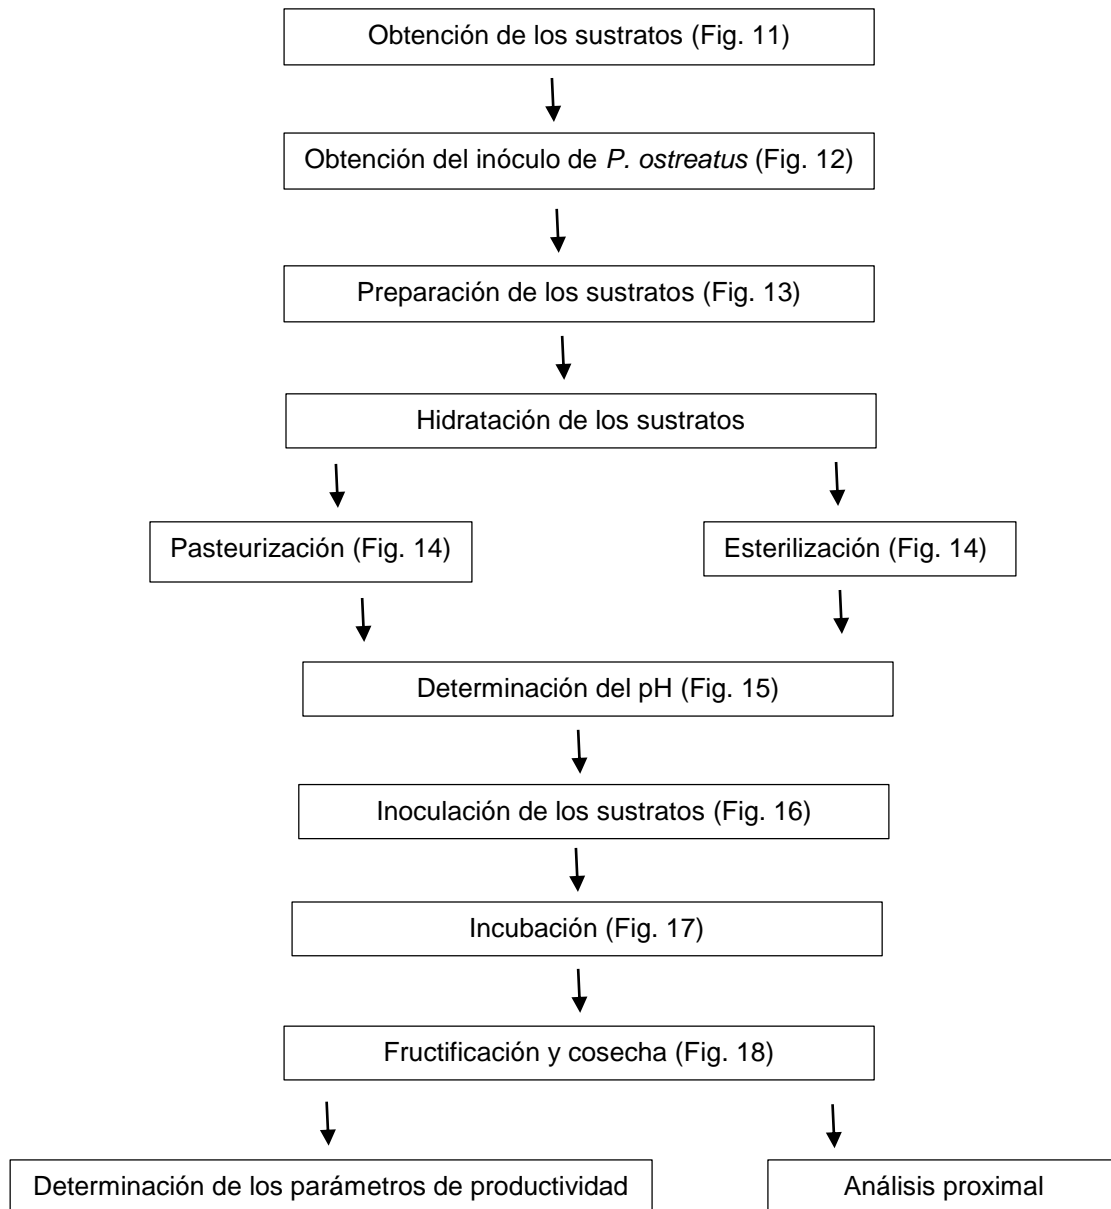 Obtención de los sustratos (Fig. 11)
Obtención del inóculo de P. ostreatus (Fig. 12)
Preparación de los sustratos (Fig. 13)
Hidratación de los sustratos
Pasteurización (Fig. 14)
Esterilización (Fig. 14)
Determinación del pH (Fig. 15)
Inoculación de los sustratos (Fig. 16)
Incubación (Fig. 17)
Fructificación y cosecha (Fig. 18)
Determinación de los parámetros de productividad
Análisis proximal